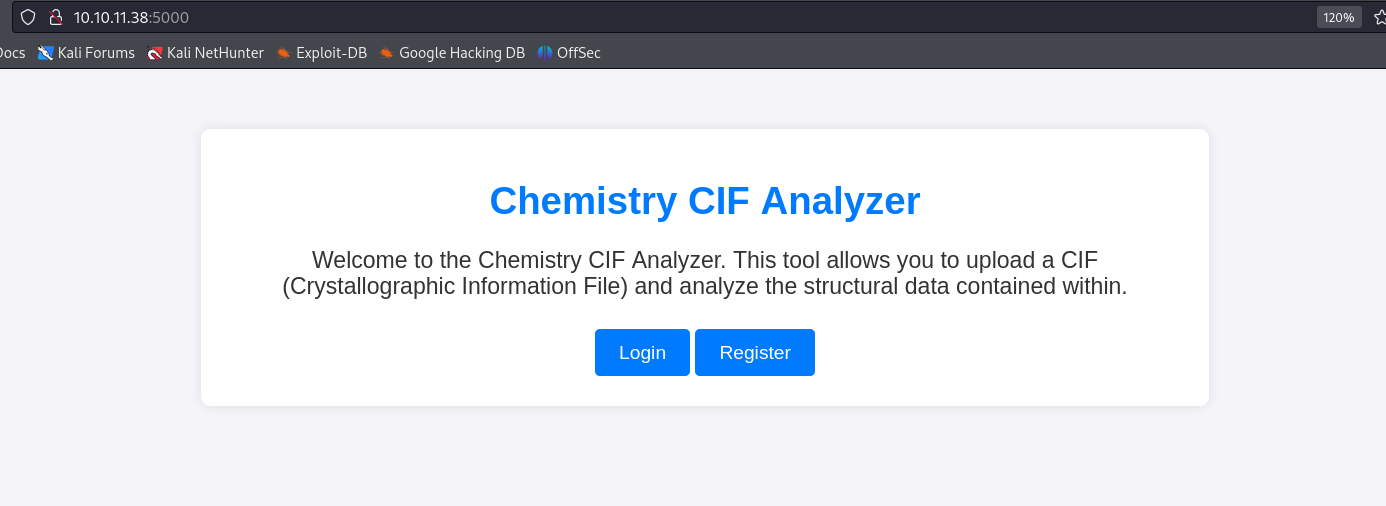 10.10.11.38:5000
120%
Docs Kali Forums Kali NetHunter Exploit-DB Google Hacking DB OffSec
Chemistry CIF Analyzer
Welcome to the Chemistry CIF Analyzer. This tool allows you to upload a CIF
(Crystallographic Information File) and analyze the structural data contained within.
Login Register